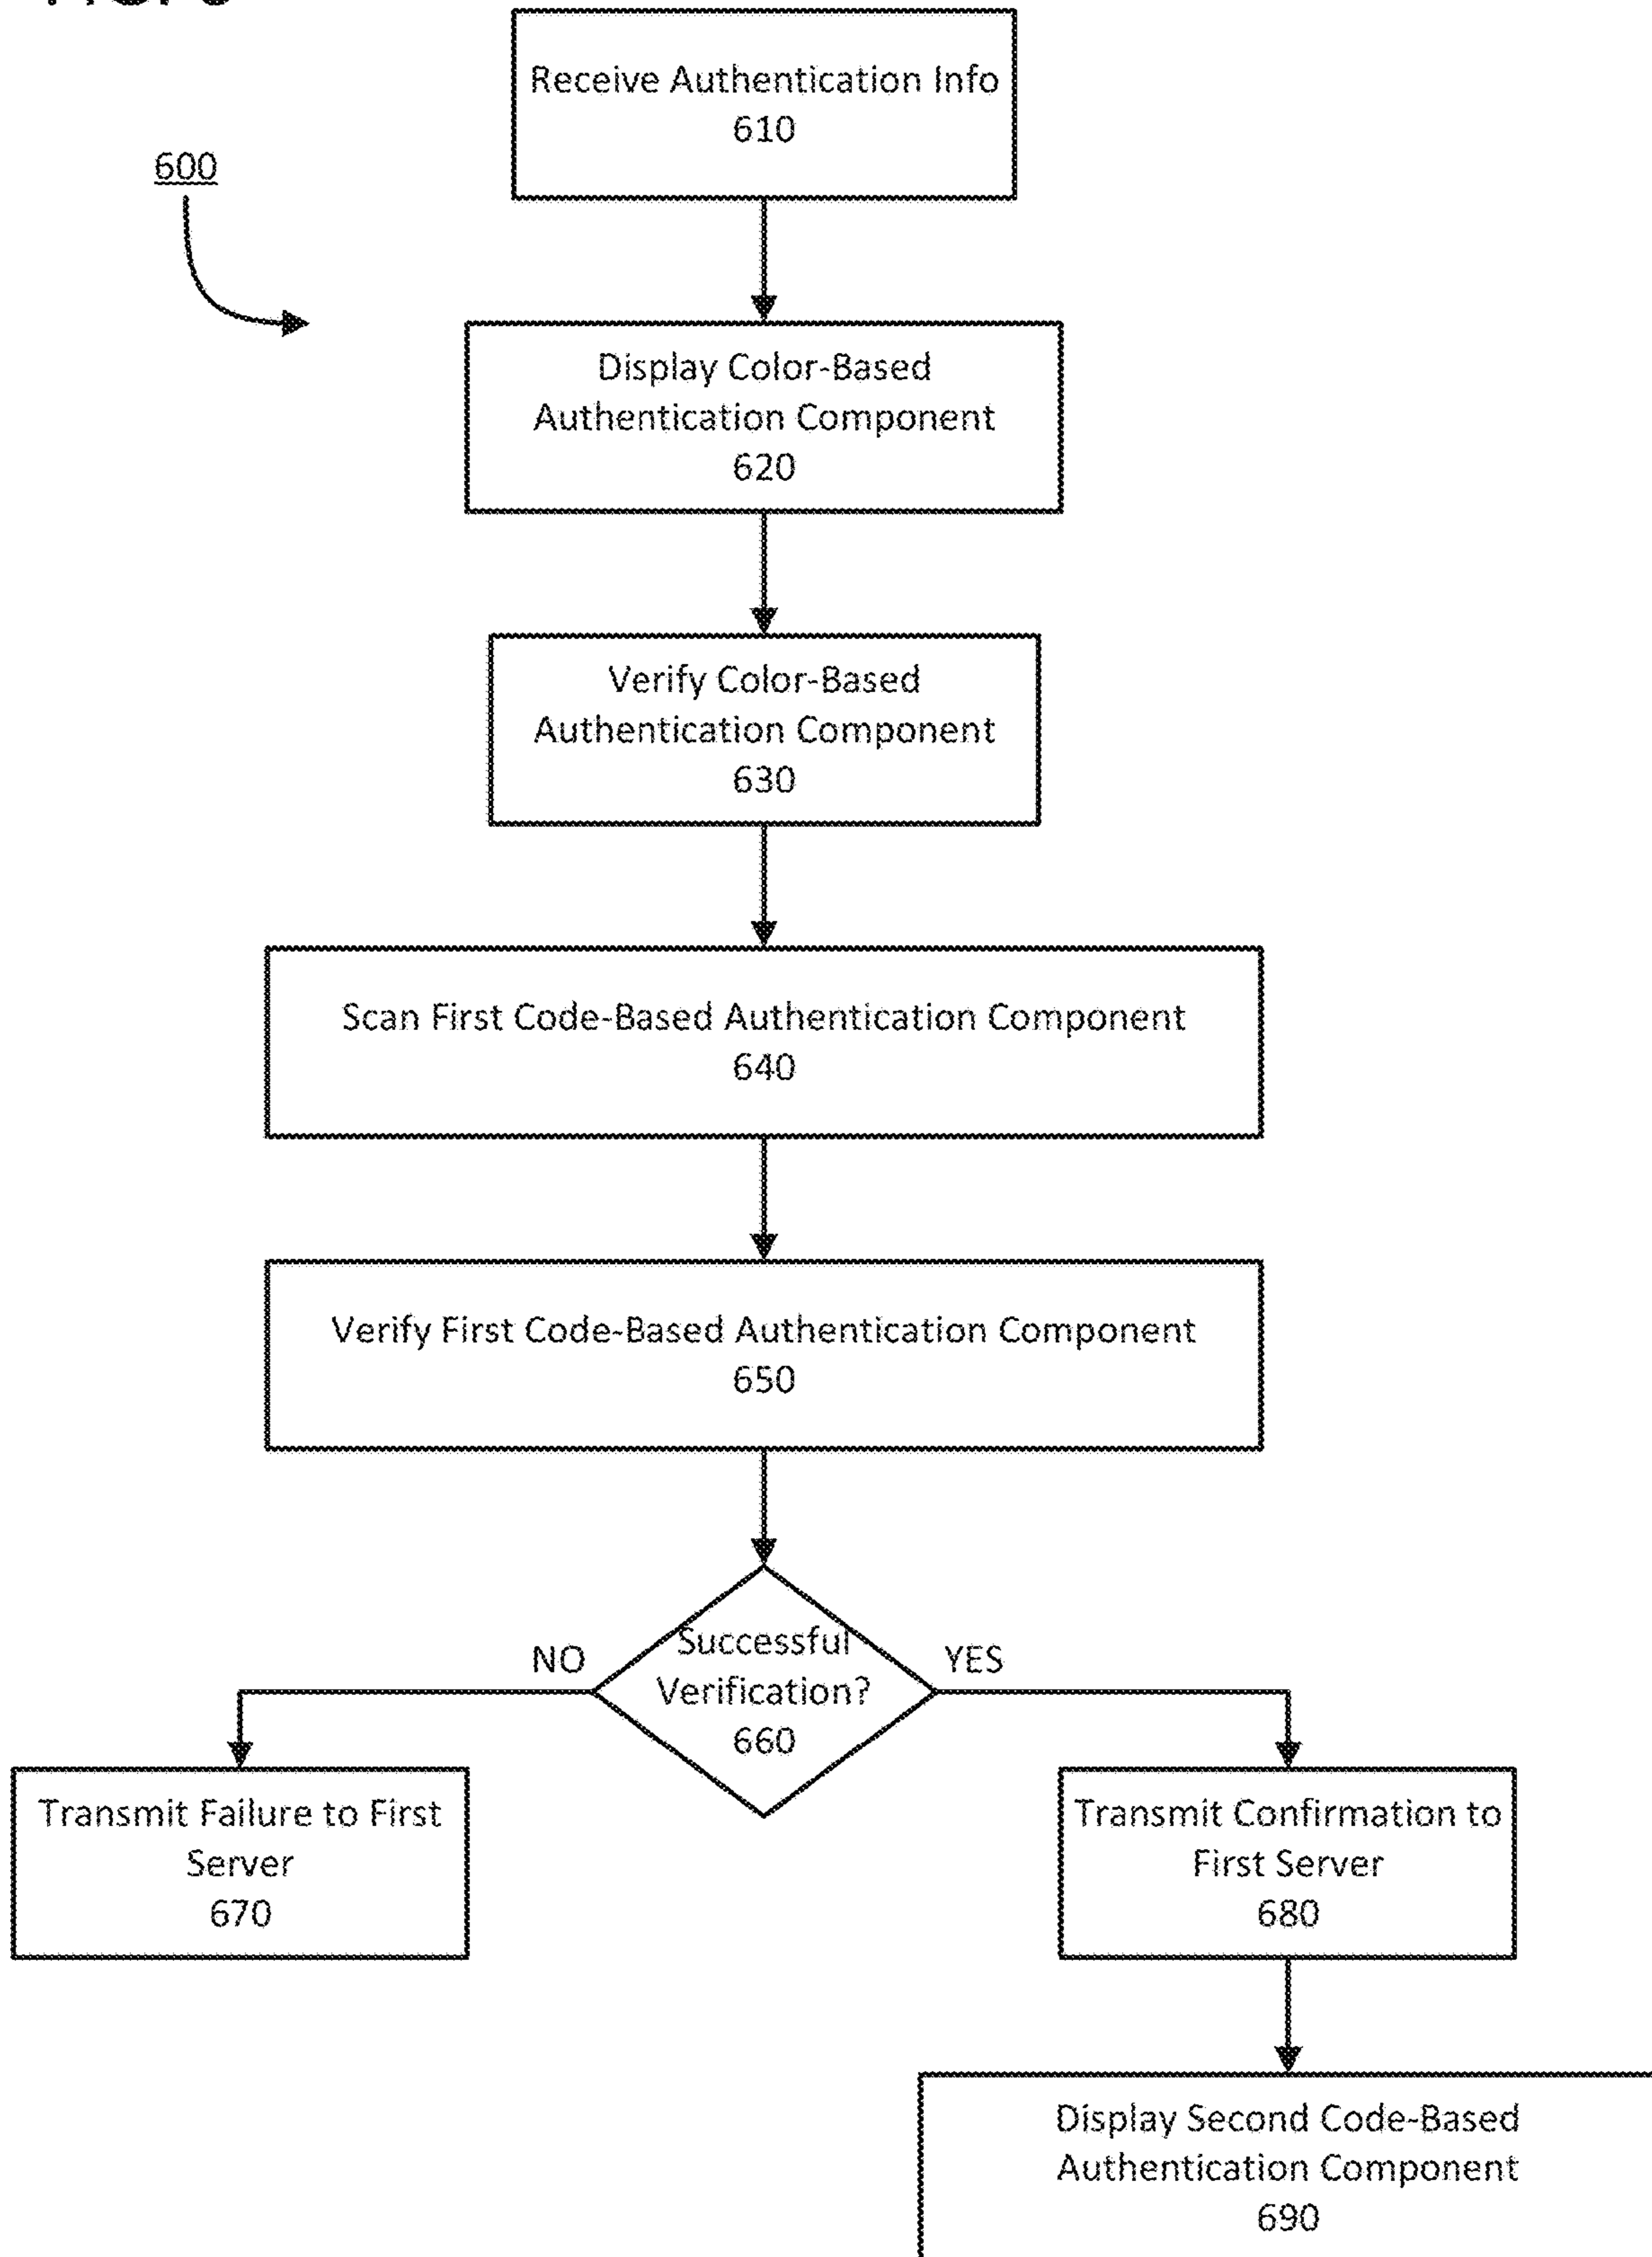 Receive Authentication Info
610
600
Display Color-Based
Authentication Component
620
Verify Color-Based
Authentication Component
630
Scan First Code-Based Authentication Component
640
Verify First Code-Based Authentication Component
650
Successful
Verification?
660
NO
YES
Transmit Failure to First
Server
670
Transmit Confirmation to
First Server
680
Display Second Code-Based
Authentication Component
690